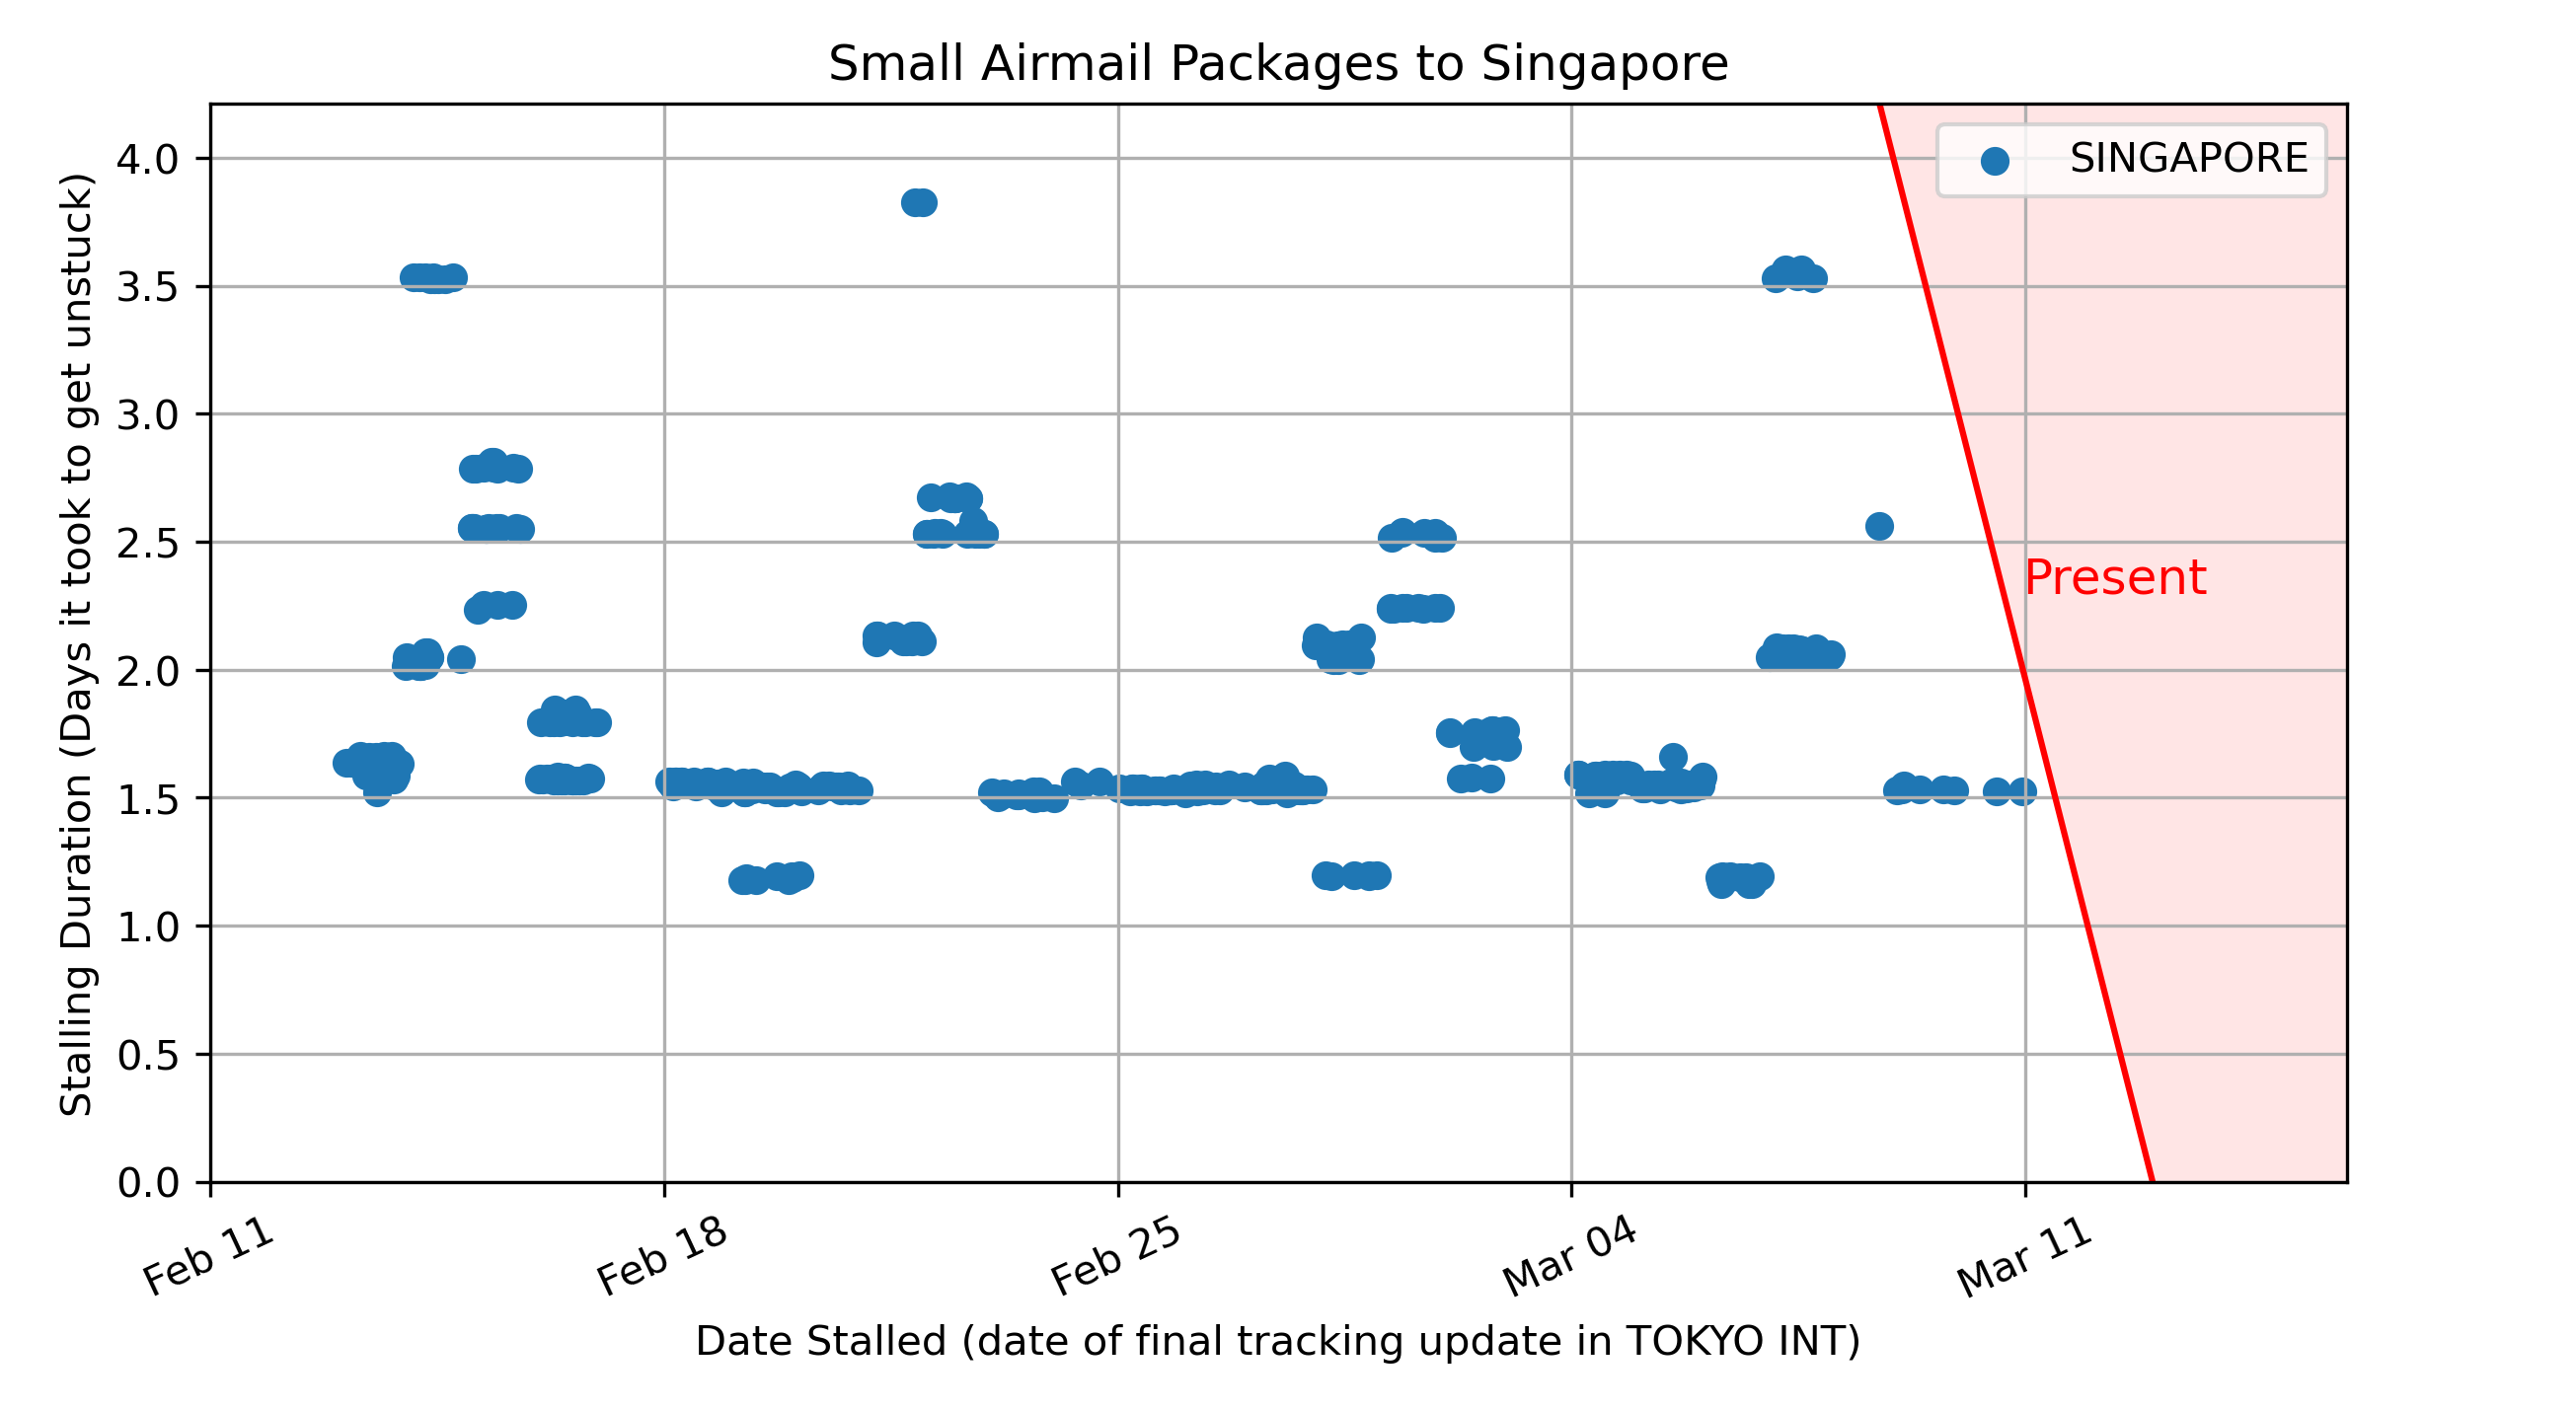 Small Airmail Packages to Singapore
SINGAPORE
4.0
3.5
3.0
2.5
2.0
1.5
1.0
0.5
0.0
Stalling Duration (Days it took to get unstuck)
Present
Feb 11
Feb 18
Feb 25
Mar 04
Mar 11
Date Stalled (date of final tracking update in TOKYO INT)